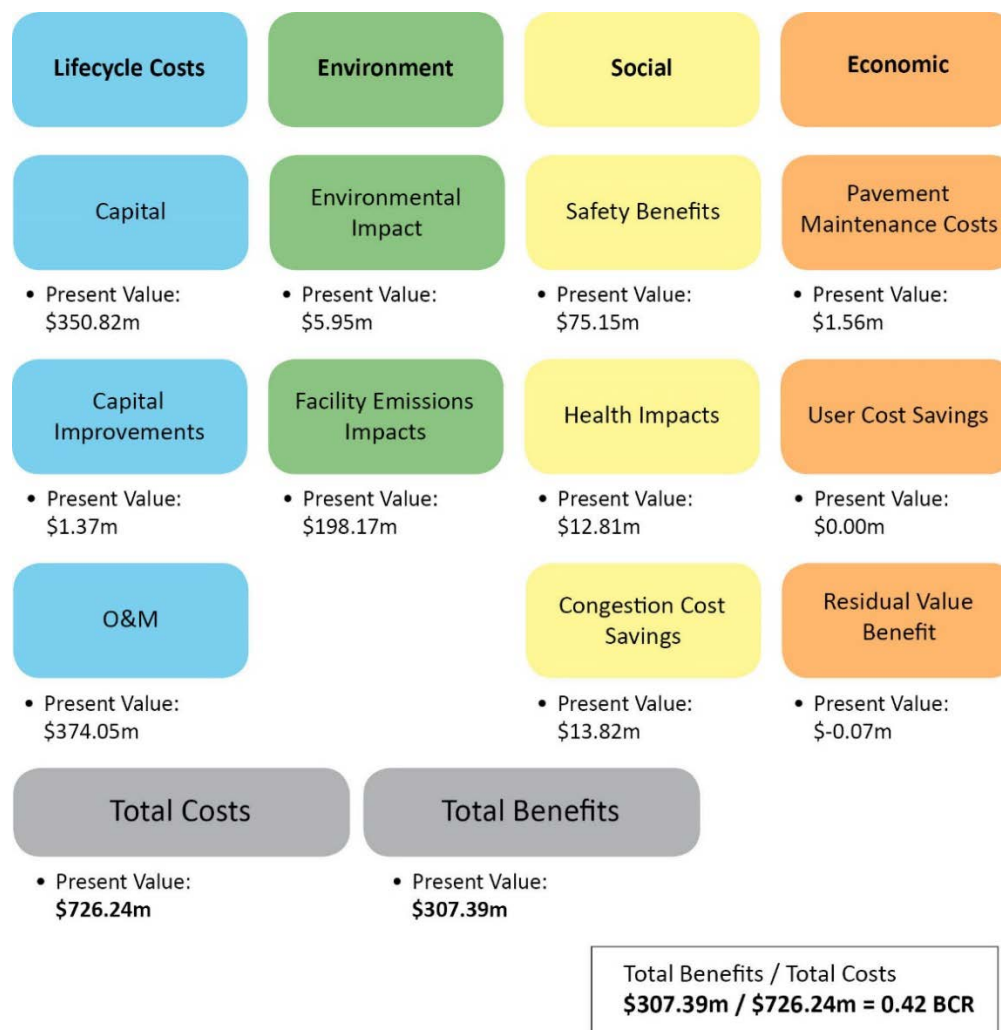 Lifecycle Costs
Environment
Social
Economic
Capital
Environmental
Impact
Safety Benefits
Pavement
Maintenance Costs
• Present Value:
$350.82m
• Present Value:
$5.95m
• Present Value:
$75.15m
• Present Value:
$1.56m
Capital
Improvements
Facility Emissions
Impacts
Health Impacts
User Cost Savings
• Present Value:
$1.37m
• Present Value:
$198.17m
• Present Value:
$12.81m
• Present Value:
$0.00m
O&M
Congestion Cost
Savings
Residual Value
Benefit
• Present Value:
$374.05m
• Present Value:
$13.82m
• Present Value:
$-0.07m
Total Costs
Total Benefits
• Present Value:
$726.24m
• Present Value:
$307.39m
Total Benefits / Total Costs
$307.39m / $726.24m = 0.42 BCR